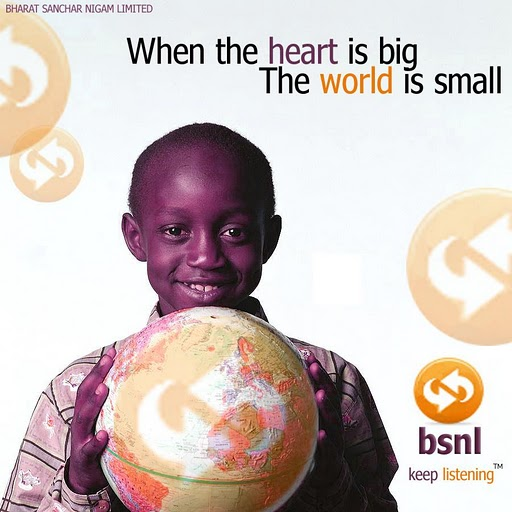 BHARAT SANCHAR NIGAM LIMITED
When the heart is big
The world is small
bsnl
keep listening™